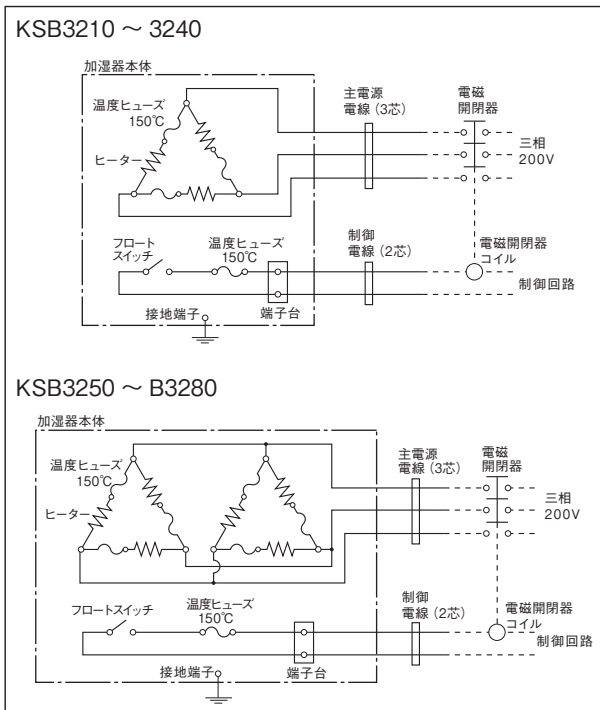 KSB3210 ～ 3240
加湿器本体
温度ヒューズ
150℃
ヒーター
主電源
電線（3芯）
電磁
開閉器
三相
200V
フロート
スイッチ
温度ヒューズ
150℃
制御
電線（2芯）
電磁開閉器
コイル
制御回路
接地端子
端子台
KSB3250 ～ B3280
加湿器本体
温度ヒューズ
150℃
ヒーター
主電源
電線（3芯）
電磁
開閉器
三相
200V
フロートスイッチ
温度ヒューズ
150℃
制御
電線（2芯）
電磁開閉器
コイル
制御回路
接地端子
端子台